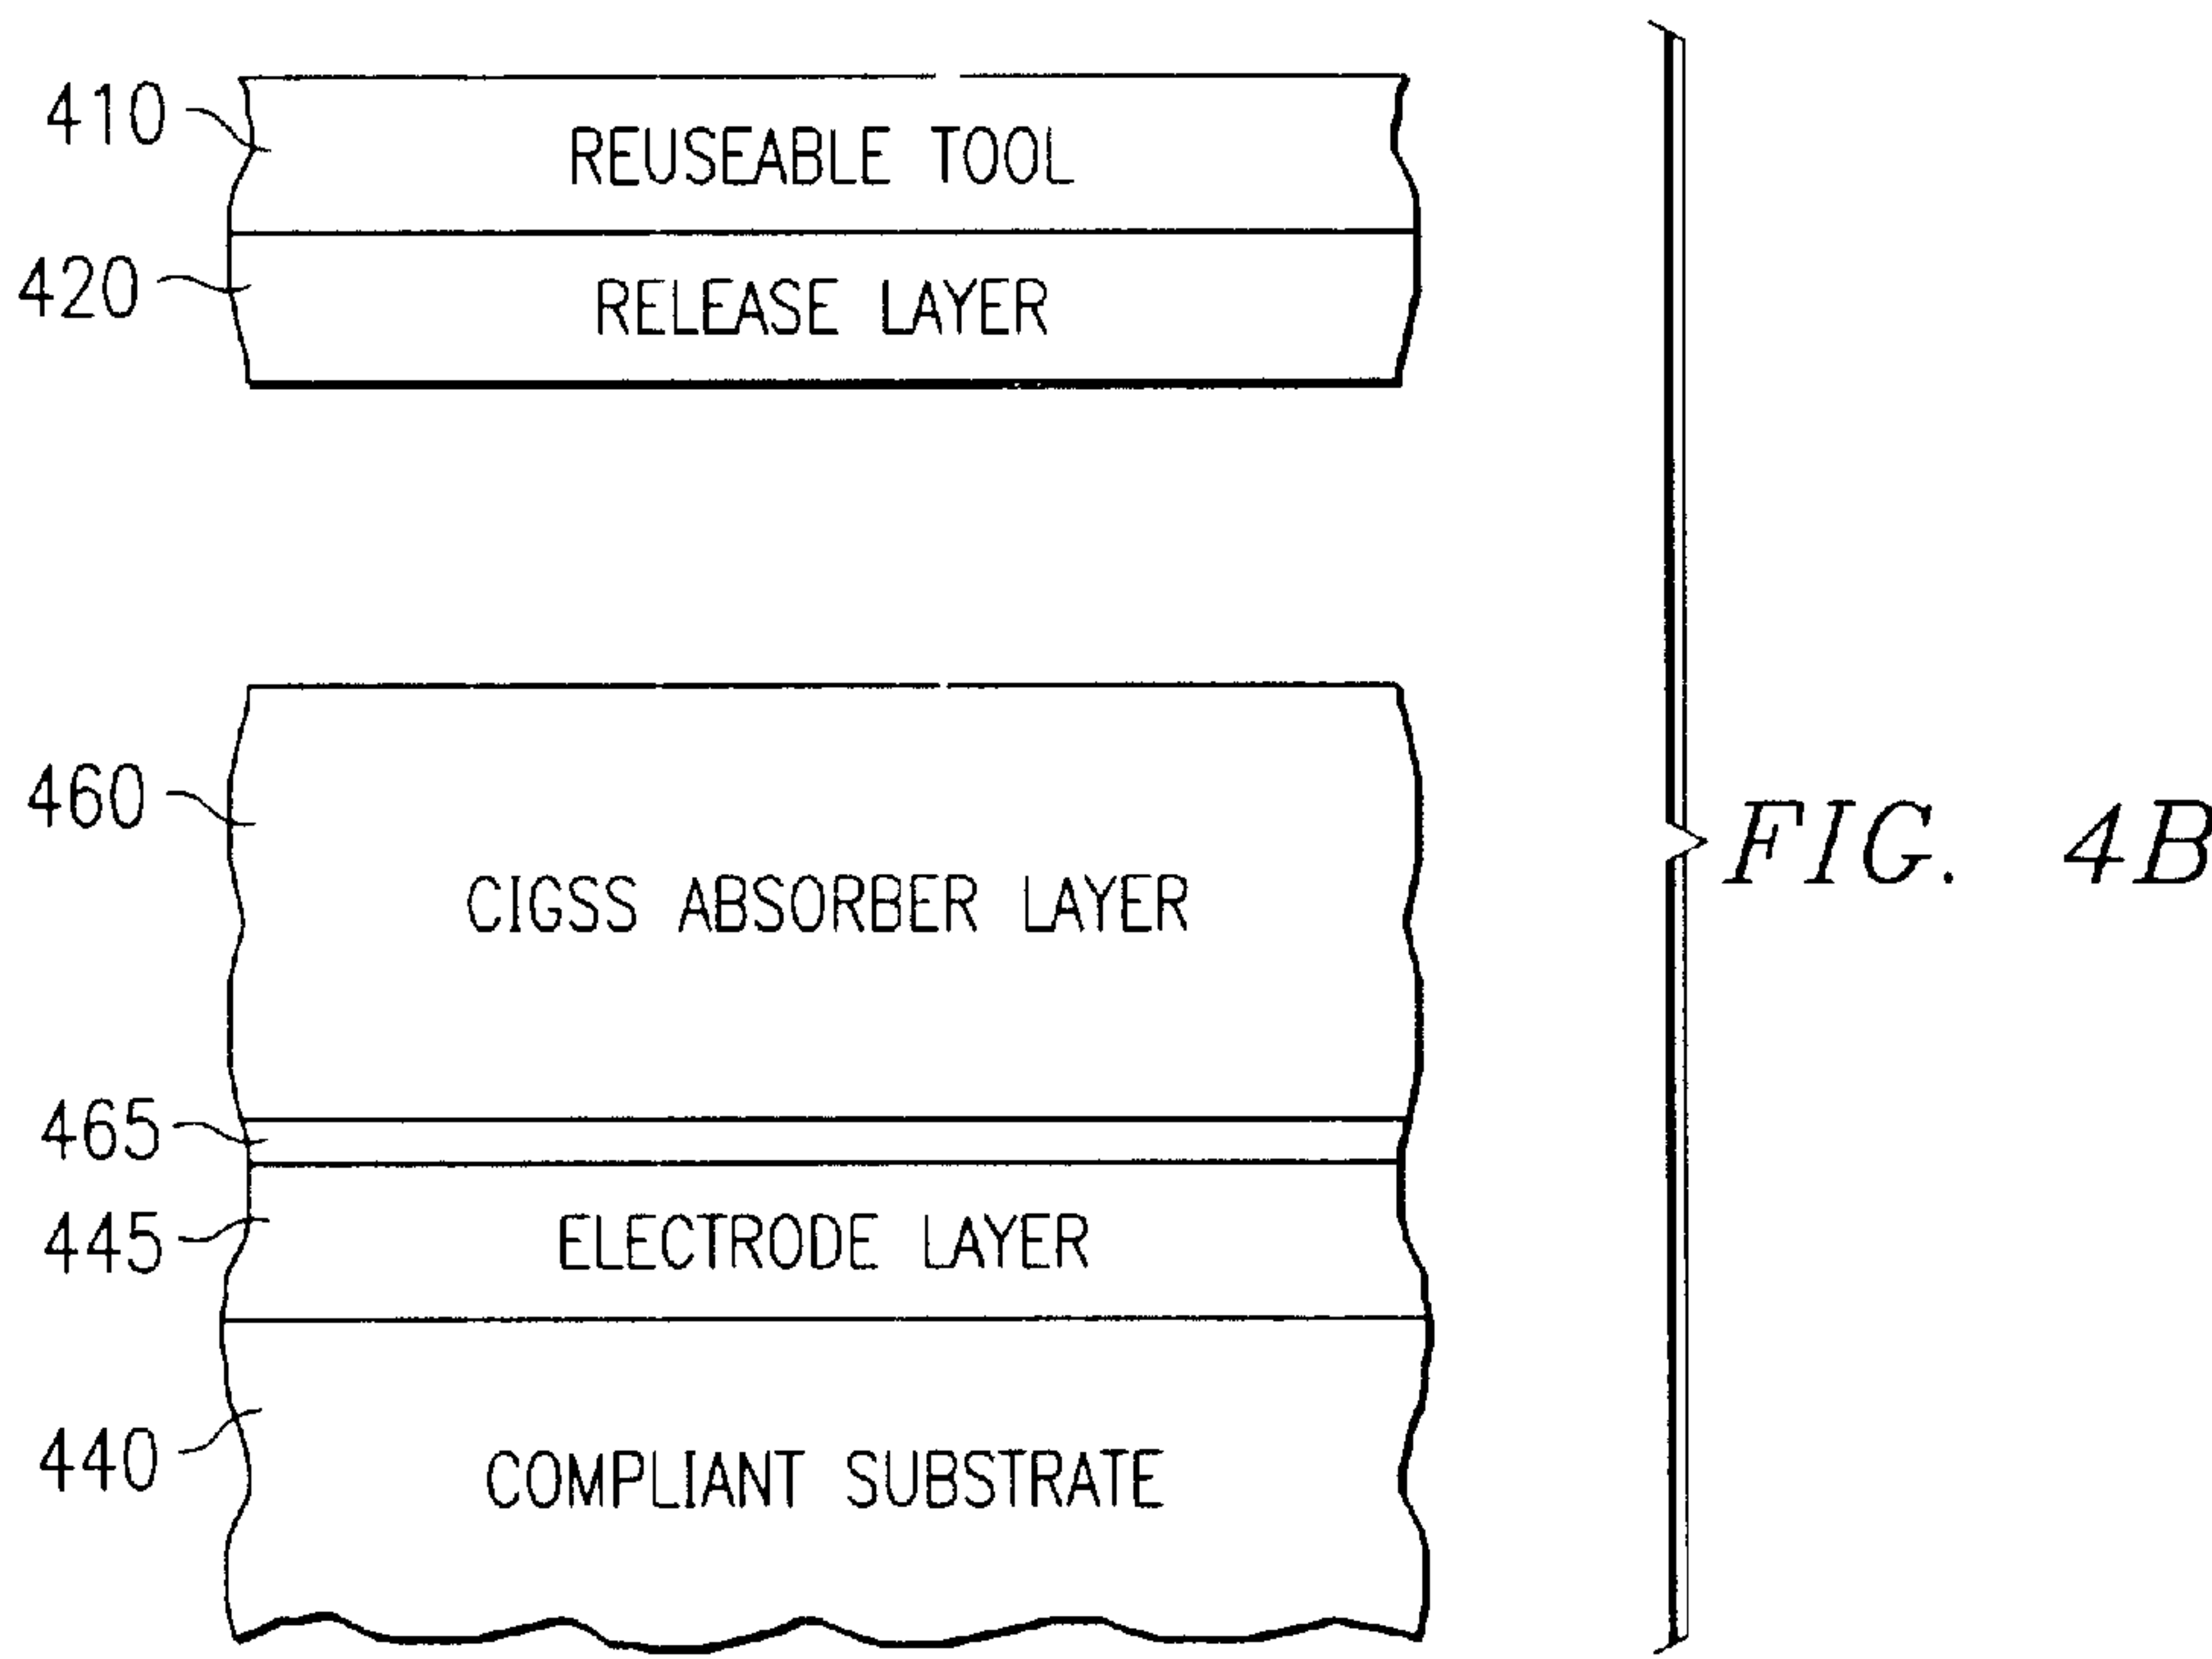 410
REUSEABLE TOOL
420
RELEASE LAYER
460
CIGSS ABSORBER LAYER
FIG. 4B
465
445
ELECTRODE LAYER
440
COMPLIANT SUBSTRATE